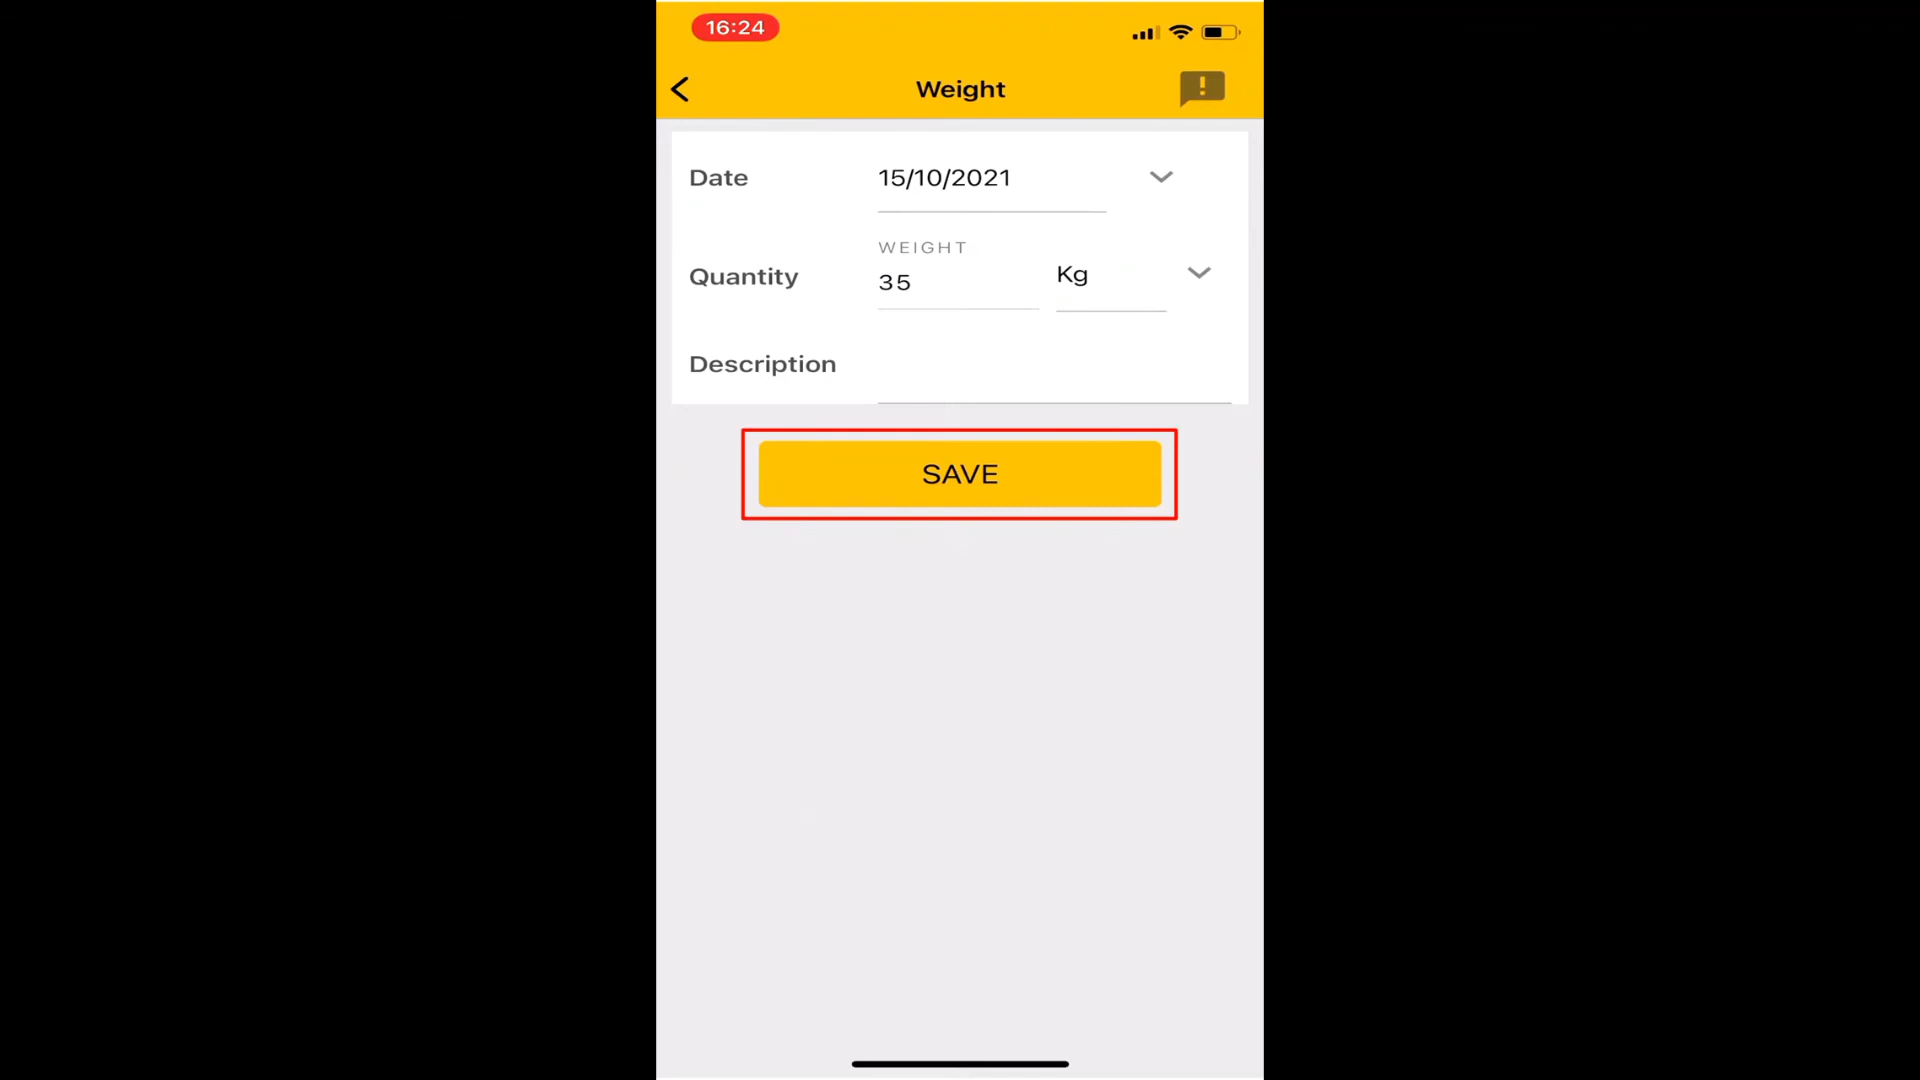 16:24
Weight
!
Date 15/10/2021
WEIGHT
Quantity 35 Kg
Description
SAVE